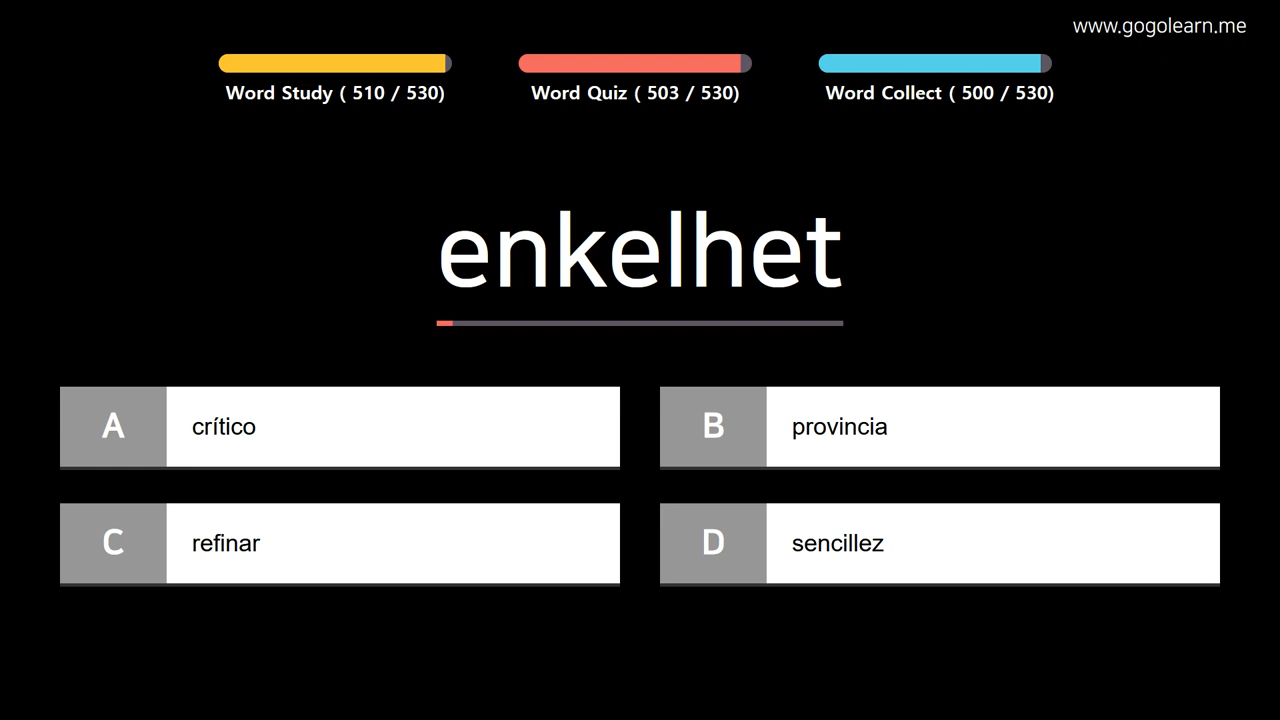 www.gogolearn.me
Word Study ( 510 / 530)
Word Quiz ( 503 / 530)
Word Collect ( 500 / 530)
enkelhet
A crítico
B provincia
C refinar
D sencillez